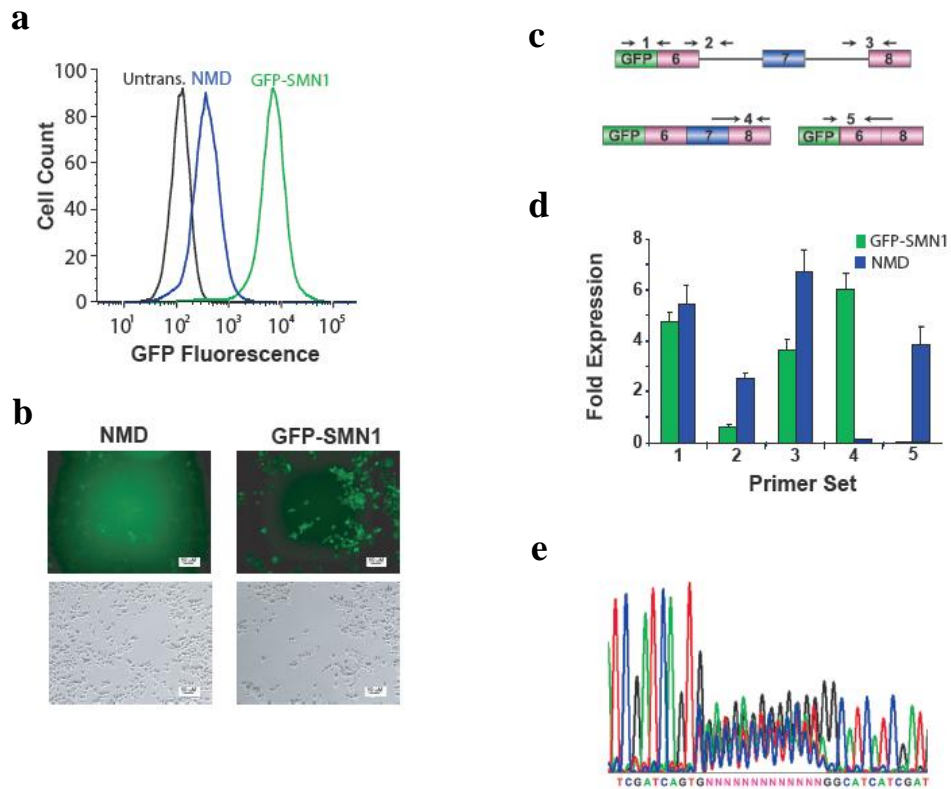 a
Untrans. NMD GFP-SMN1
100
80
60
40
20
0
Cell Count
10¹ 10² 10³ 10⁴ 10⁵
GFP Fluorescence
b
NMD GFP-SMN1
c
1 2 3
GFP 6 7 8
4 5
GFP 6 7 8 GFP 6 8
d
GFP-SMN1
NMD
8
6
4
2
0
Fold Expression
1 2 3 4 5
Primer Set
e
TCGATCAGTGNNNNNNNNNNNNNNGGCATCATCGAT